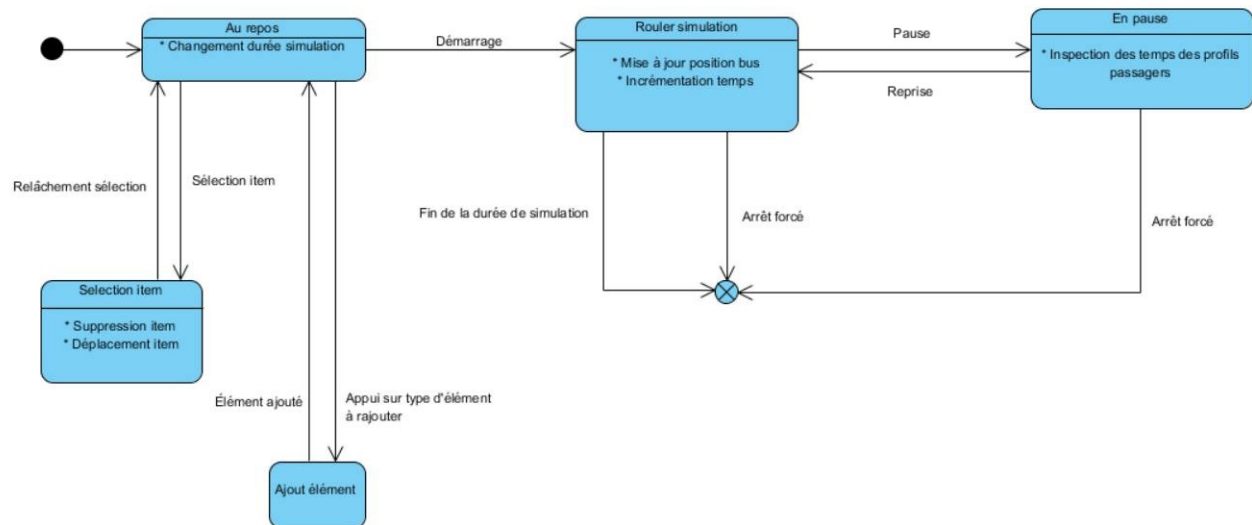 Au repos
* Changement durée simulation
Démarrage
Rouler simulation
* Mise à jour position bus
* Incrémentation temps
Pause
Reprise
En pause
* Inspection des temps des profils
passagers
Relâchement sélection
Sélection item
Fin de la durée de simulation
Arrêt forcé
Arrêt forcé
Selection item
* Suppression item
* Déplacement item
Élément ajouté
Appui sur type d'élément
à rajouter
Ajout élément